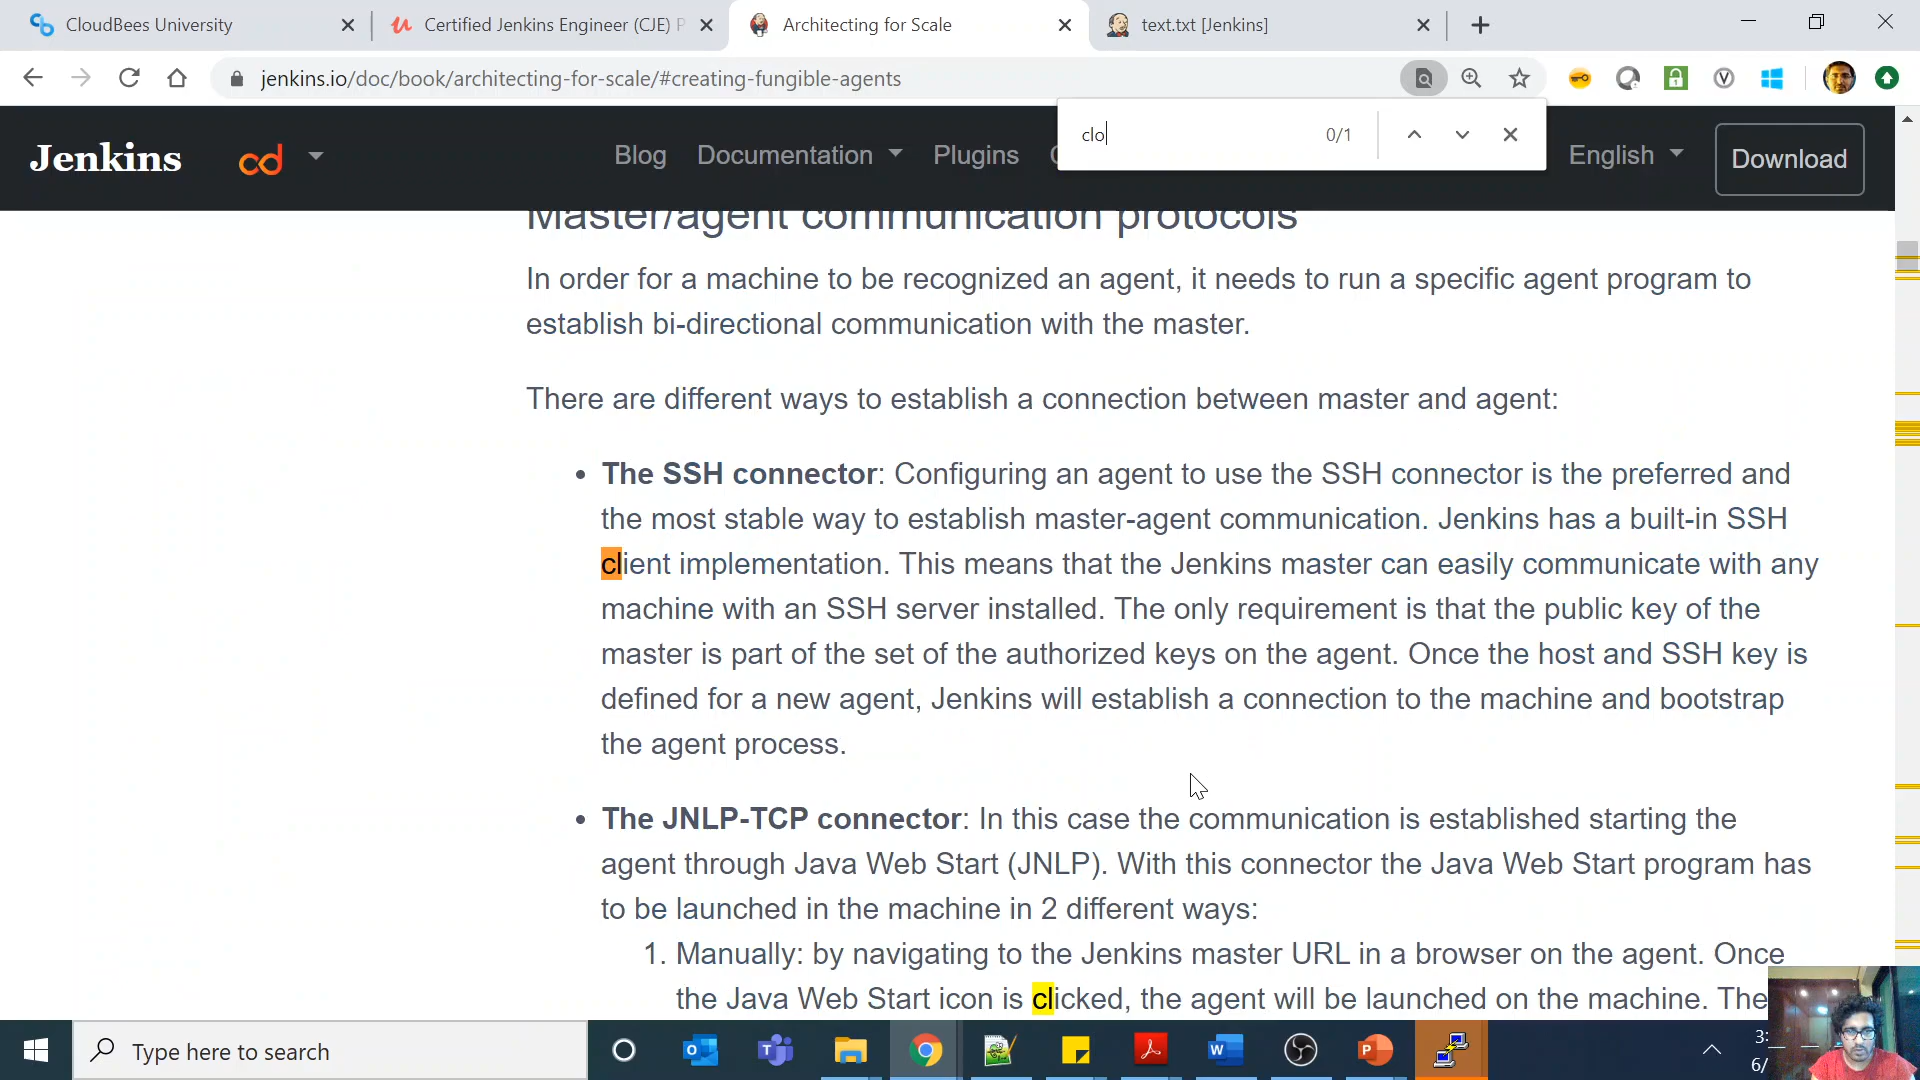 CloudBees University
Certified Jenkins Engineer (CJE) P
Architecting for Scale
text.txt [Jenkins]
jenkins.io/doc/book/architecting-for-scale/#creating-fungible-agents
clo
0/1
Jenkins
cd
Blog
Documentation
Plugins
English
Download
Master/agent communication protocols
In order for a machine to be recognized an agent, it needs to run a specific agent program to
establish bi-directional communication with the master.
There are different ways to establish a connection between master and agent:
• The SSH connector: Configuring an agent to use the SSH connector is the preferred and
the most stable way to establish master-agent communication. Jenkins has a built-in SSH
client implementation. This means that the Jenkins master can easily communicate with any
machine with an SSH server installed. The only requirement is that the public key of the
master is part of the set of the authorized keys on the agent. Once the host and SSH key is
defined for a new agent, Jenkins will establish a connection to the machine and bootstrap
the agent process.
• The JNLP-TCP connector: In this case the communication is established starting the
agent through Java Web Start (JNLP). With this connector the Java Web Start program has
to be launched in the machine in 2 different ways:
1. Manually: by navigating to the Jenkins master URL in a browser on the agent. Once
the Java Web Start icon is clicked, the agent will be launched on the machine. The
Type here to search
3:
6/